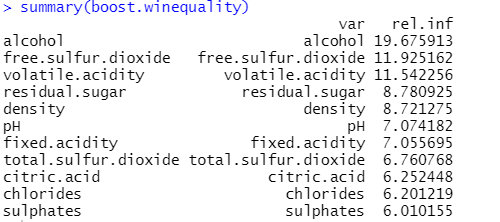 > summary(boost.winequality)
var rel.inf
alcohol alcohol 19.675913
free.sulfur.dioxide free.sulfur.dioxide 11.925162
volatile.acidity volatile.acidity 11.542256
residual.sugar residual.sugar 8.780925
density density 8.721275
pH pH 7.074182
fixed.acidity fixed.acidity 7.055695
total.sulfur.dioxide total.sulfur.dioxide 6.760768
citric.acid citric.acid 6.252448
chlorides chlorides 6.201219
sulphates sulphates 6.010155